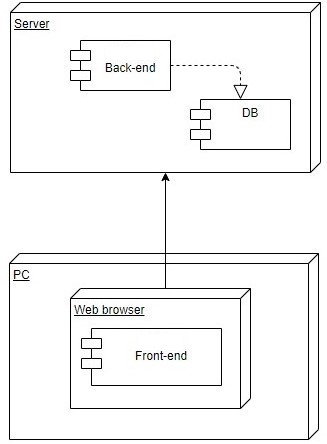 Server
Back-end
DB
PC
Web browser
Front-end